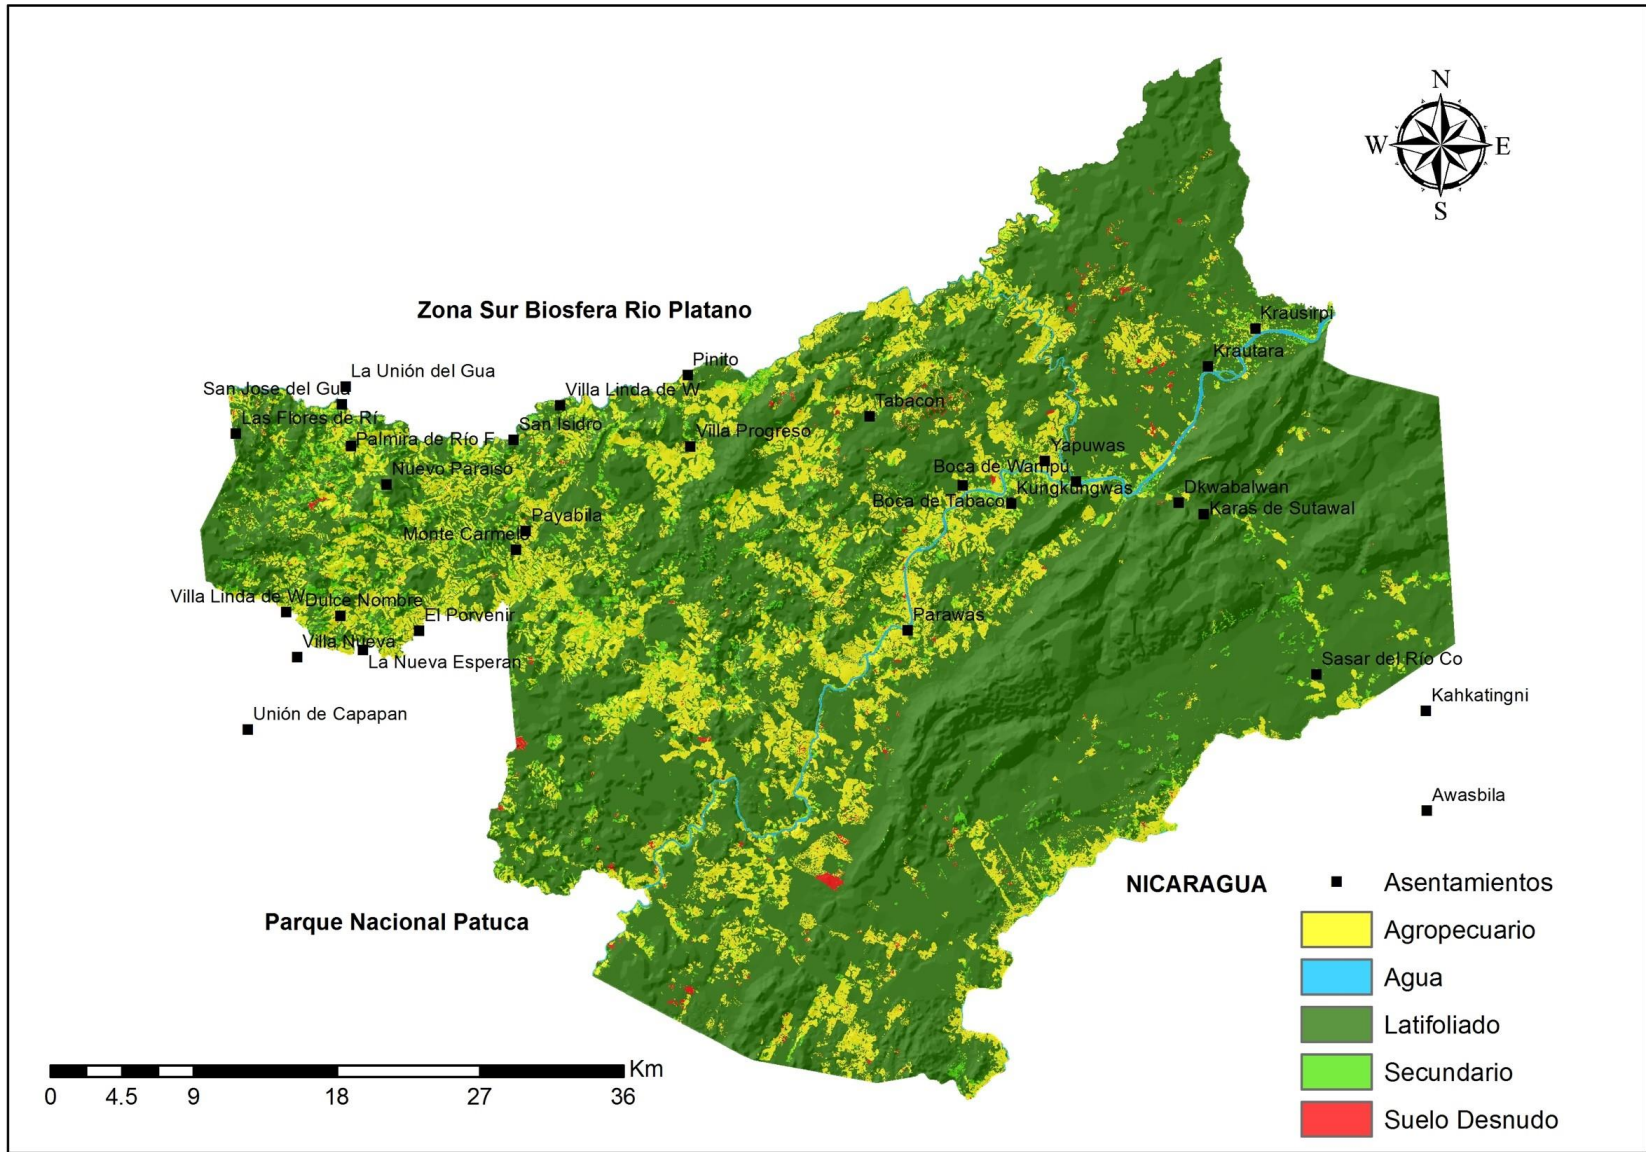 N
W E
S
Zona Sur Biosfera Rio Platano
Krausirpi
Krautara
Pinito
La Unión del Gua
San Jose del Gua
Villa Linda de W
Las Flores de Rí
Palmira de Río F
San Isidro
Tabacon
Villa Progreso
Nuevo Paraiso
Yapuwas
Boca de Wampú
Kungkungwas
Boca de Tabaco
Dkwabalwan
Karas de Sutawal
Payabila
Monte Carmelo
Villa Linda de W
Dulce Nombre
El Porvenir
Parawas
Villa Nueva
La Nueva Esperan
Sasar del Río Co
Kahkatingni
Unión de Capapan
Awasbila
NICARAGUA
Parque Nacional Patuca
Asentamientos
Agropecuario
Agua
Latifoliado
Secundario
Suelo Desnudo
Km
0 4.5 9 18 27 36